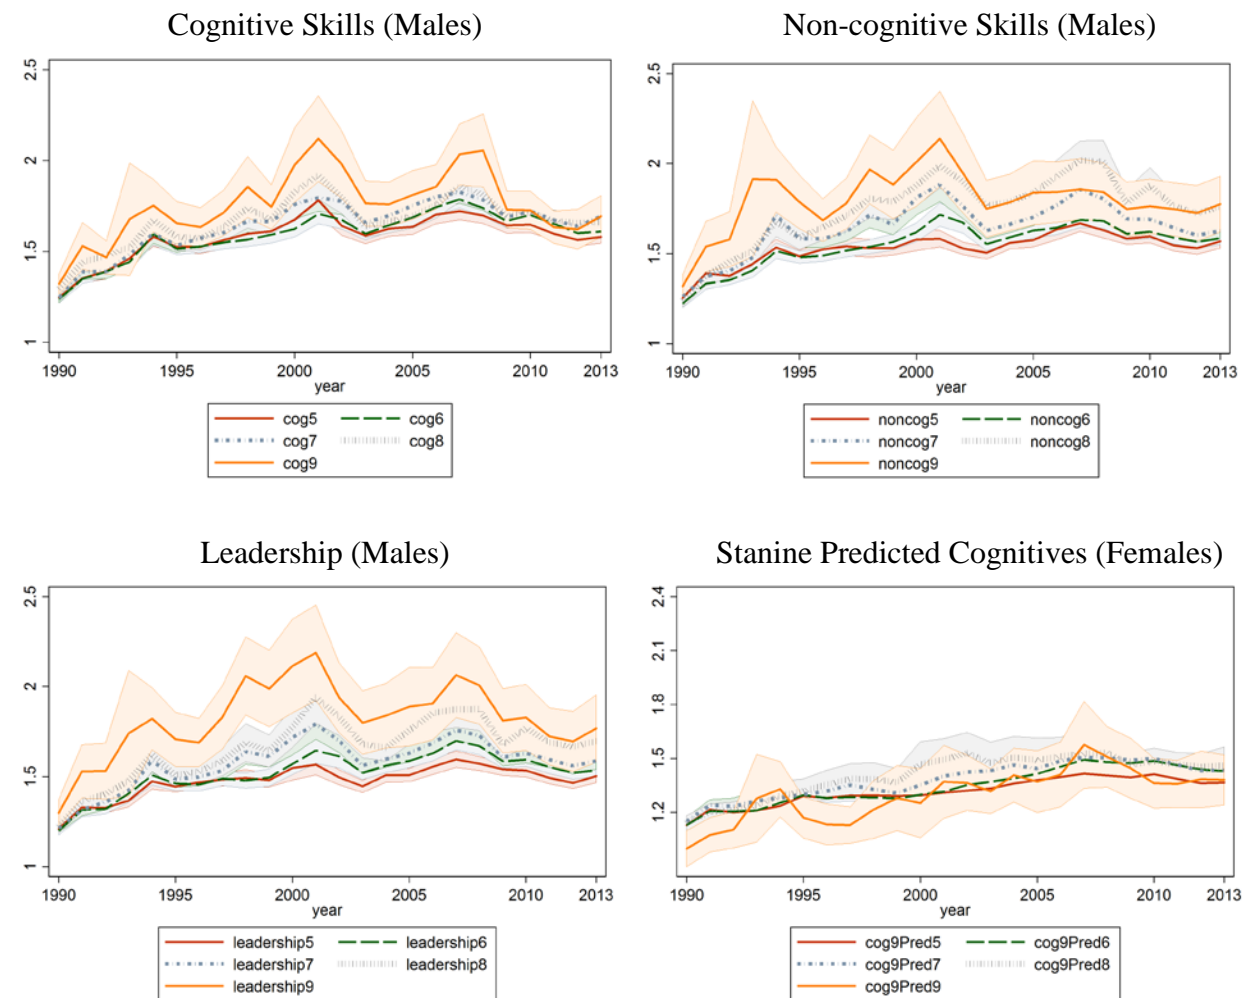 Cognitive Skills (Males)
2.5
2
1.5
1
1990 1995 2000 2005 2010 2013
year
cog5 cog6
cog7 cog8
cog9
Non-cognitive Skills (Males)
2.5
2
1.5
1
1990 1995 2000 2005 2010 2013
year
noncog5 noncog6
noncog7 noncog8
noncog9
Leadership (Males)
2.5
2
1.5
1
1990 1995 2000 2005 2010 2013
year
leadership5 leadership6
leadership7 leadership8
leadership9
Stanine Predicted Cognitives (Females)
2.4
2.1
1.8
1.5
1.2
1990 1995 2000 2005 2010 2013
year
cog9Pred5 cog9Pred6
cog9Pred7 cog9Pred8
cog9Pred9